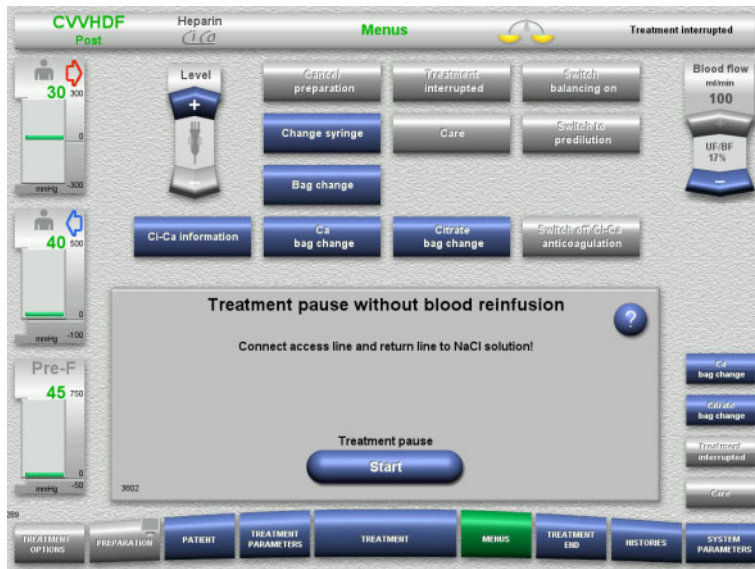 CVVHDF
Post
Heparin
CiCa
Menus
Treatment interrupted
30
300
0
-300
mmHg
Level
+
−
Cancel
preparation
Treatment
interrupted
Switch
balancing on
Change syringe
Care
Switch to
predilution
Bag change
Blood flow
ml/min
100
+
UF/BF
17%
−
40
500
0
-100
mmHg
Ci-Ca information
Ca
bag change
Citrate
bag change
Switch off Ci-Ca
anticoagulation
Treatment pause without blood reinfusion
?
Connect access line and return line to NaCl solution!
Treatment pause
Start
3802
Pre-F
45
750
0
-50
mmHg
Ca
bag change
Citrate
bag change
Treatment
interrupted
Care
TREATMENT
OPTIONS
PREPARATION
PATIENT
TREATMENT
PARAMETERS
TREATMENT
MENUS
TREATMENT
END
HISTORIES
SYSTEM
PARAMETERS